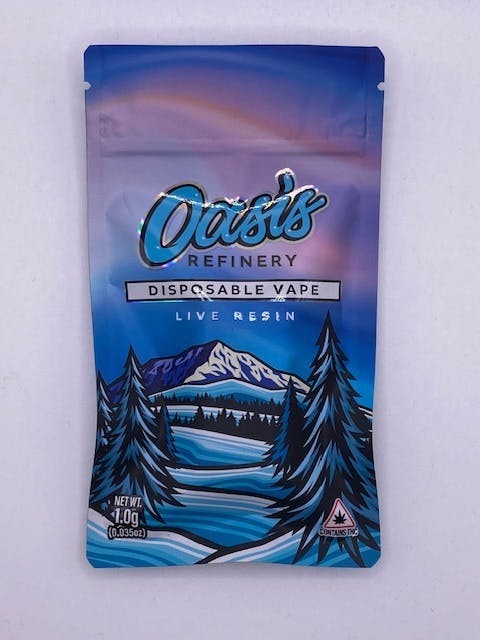 Oasis
REFINERY
DISPOSABLE VAPE
LIVE RESIN
NET WT.
1.0g
(0.035oz)
CONTAINS THC